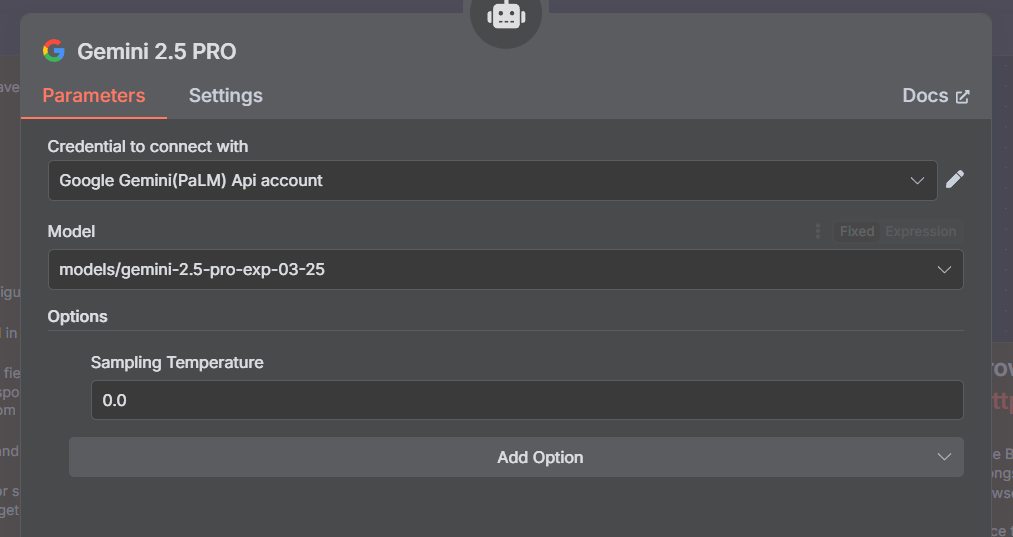 Gemini 2.5 PRO
Parameters
Settings
Docs
Credential to connect with
Google Gemini(PaLM) Api account
Model
Fixed
Expression
models/gemini-2.5-pro-exp-03-25
Options
Sampling Temperature
0.0
Add Option